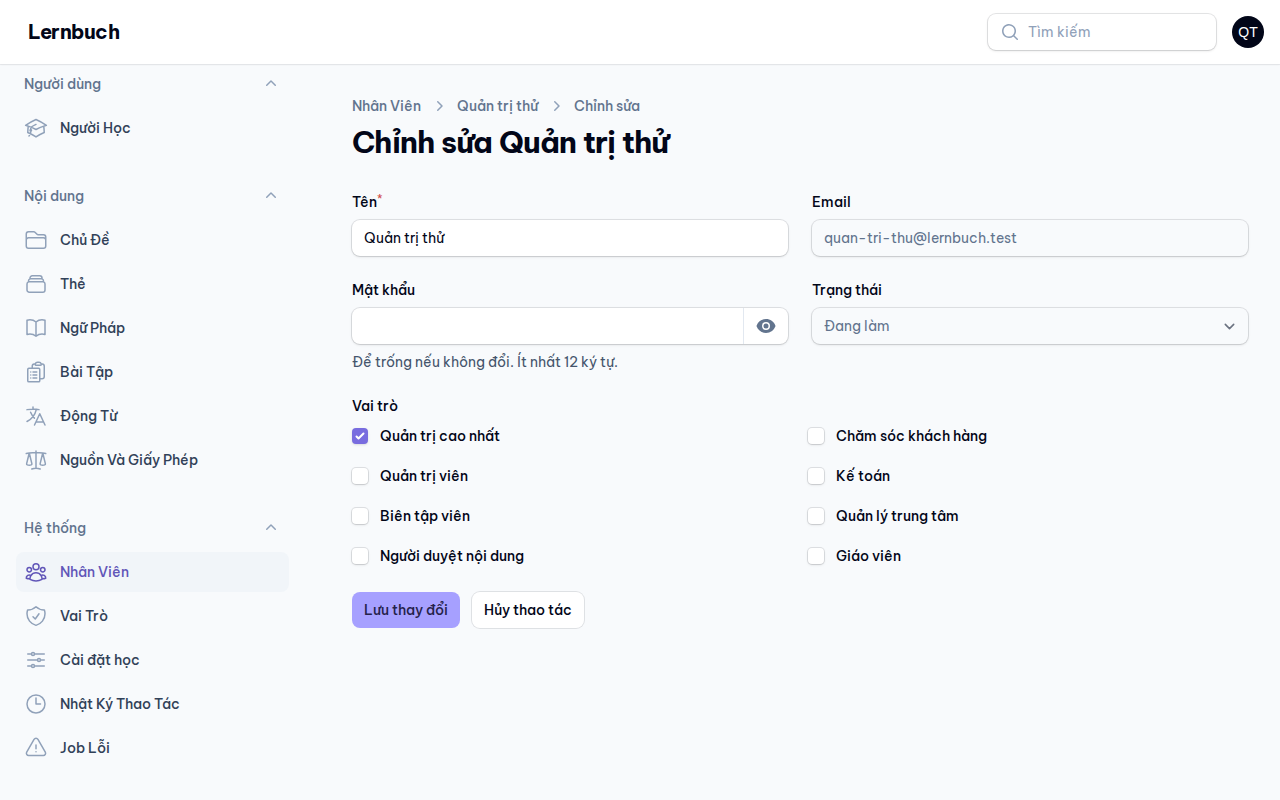 Lernbuch
Tìm kiếm
QT
Người dùng
Người Học
Nội dung
Chủ Đề
Thẻ
Ngữ Pháp
Bài Tập
Động Từ
Nguồn Và Giấy Phép
Hệ thống
Nhân Viên
Vai Trò
Cài đặt học
Nhật Ký Thao Tác
Job Lỗi
Nhân Viên > Quản trị thử > Chỉnh sửa
Chỉnh sửa Quản trị thử
Tên*
Quản trị thử
Email
quan-tri-thu@lernbuch.test
Mật khẩu
Để trống nếu không đổi. Ít nhất 12 ký tự.
Trạng thái
Đang làm
Vai trò
Quản trị cao nhất
Quản trị viên
Biên tập viên
Người duyệt nội dung
Chăm sóc khách hàng
Kế toán
Quản lý trung tâm
Giáo viên
Lưu thay đổi
Hủy thao tác